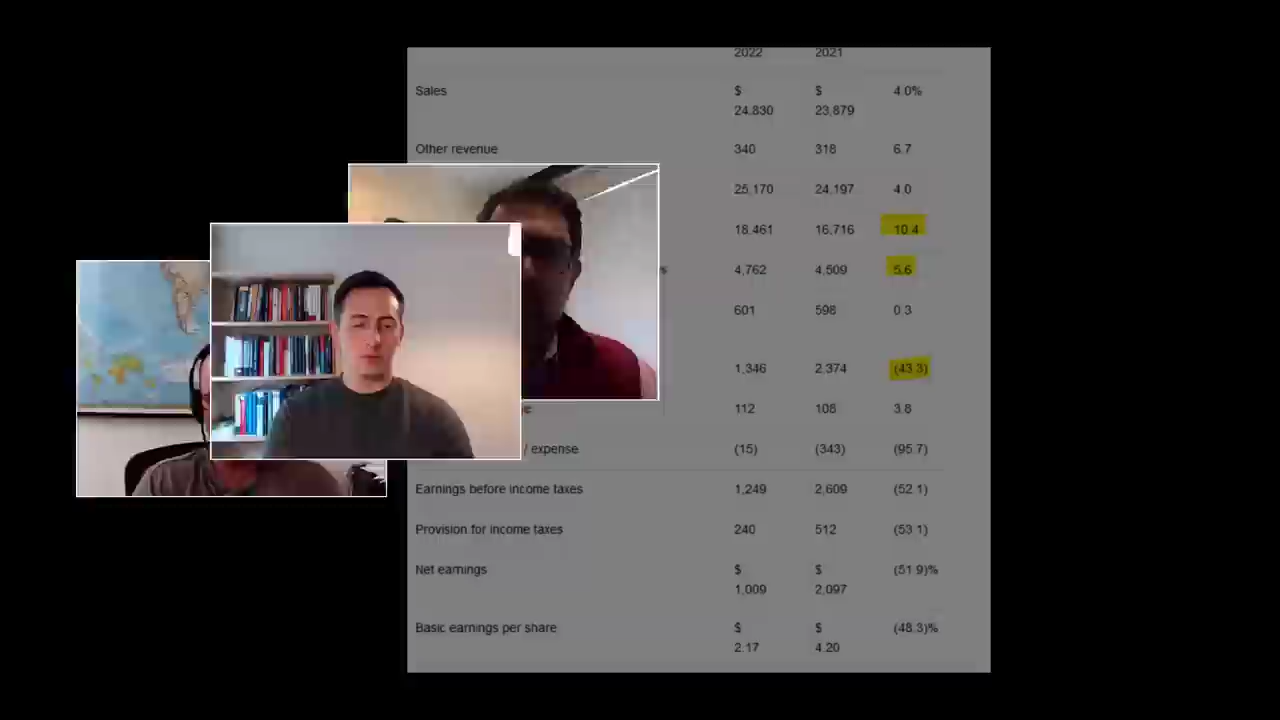 2022 2021
Sales $ $ 4.0%
24,830 23,879
Other revenue 340 318 6.7
25,170 24,197 4.0
18,461 16,716 10.4
4,762 4,509 5.6
601 598 0.3
1,346 2,374 (43.3)
112 108 3.8
/ expense (15) (343) (95.7)
Earnings before income taxes 1,249 2,609 (52.1)
Provision for income taxes 240 512 (53.1)
Net earnings $ $ (51.9)%
1,009 2,097
Basic earnings per share $ $ (48.3)%
2.17 4.20